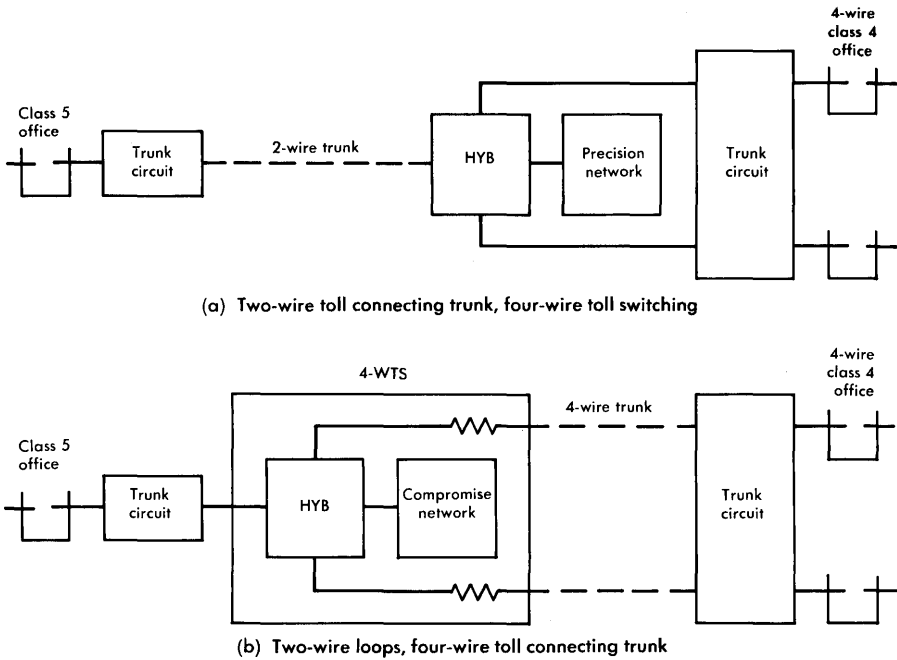 4-wire
class 4
office
Class 5
office
Trunk
circuit
2-wire trunk
HYB
Precision
network
Trunk
circuit
(a) Two-wire toll connecting trunk, four-wire toll switching
4-WTS
4-wire
class 4
office
4-wire trunk
Class 5
office
Trunk
circuit
HYB
Compromise
network
Trunk
circuit
(b) Two-wire loops, four-wire toll connecting trunk